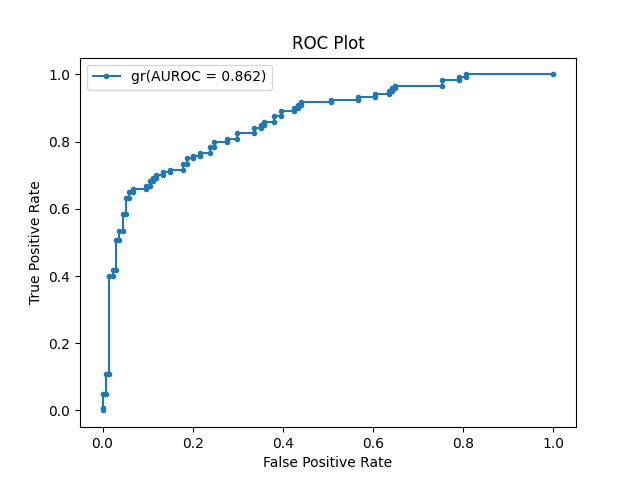 ROC Plot
gr(AUROC = 0.862)
1.0
0.8
0.6
0.4
0.2
0.0
True Positive Rate
0.0 0.2 0.4 0.6 0.8 1.0
False Positive Rate